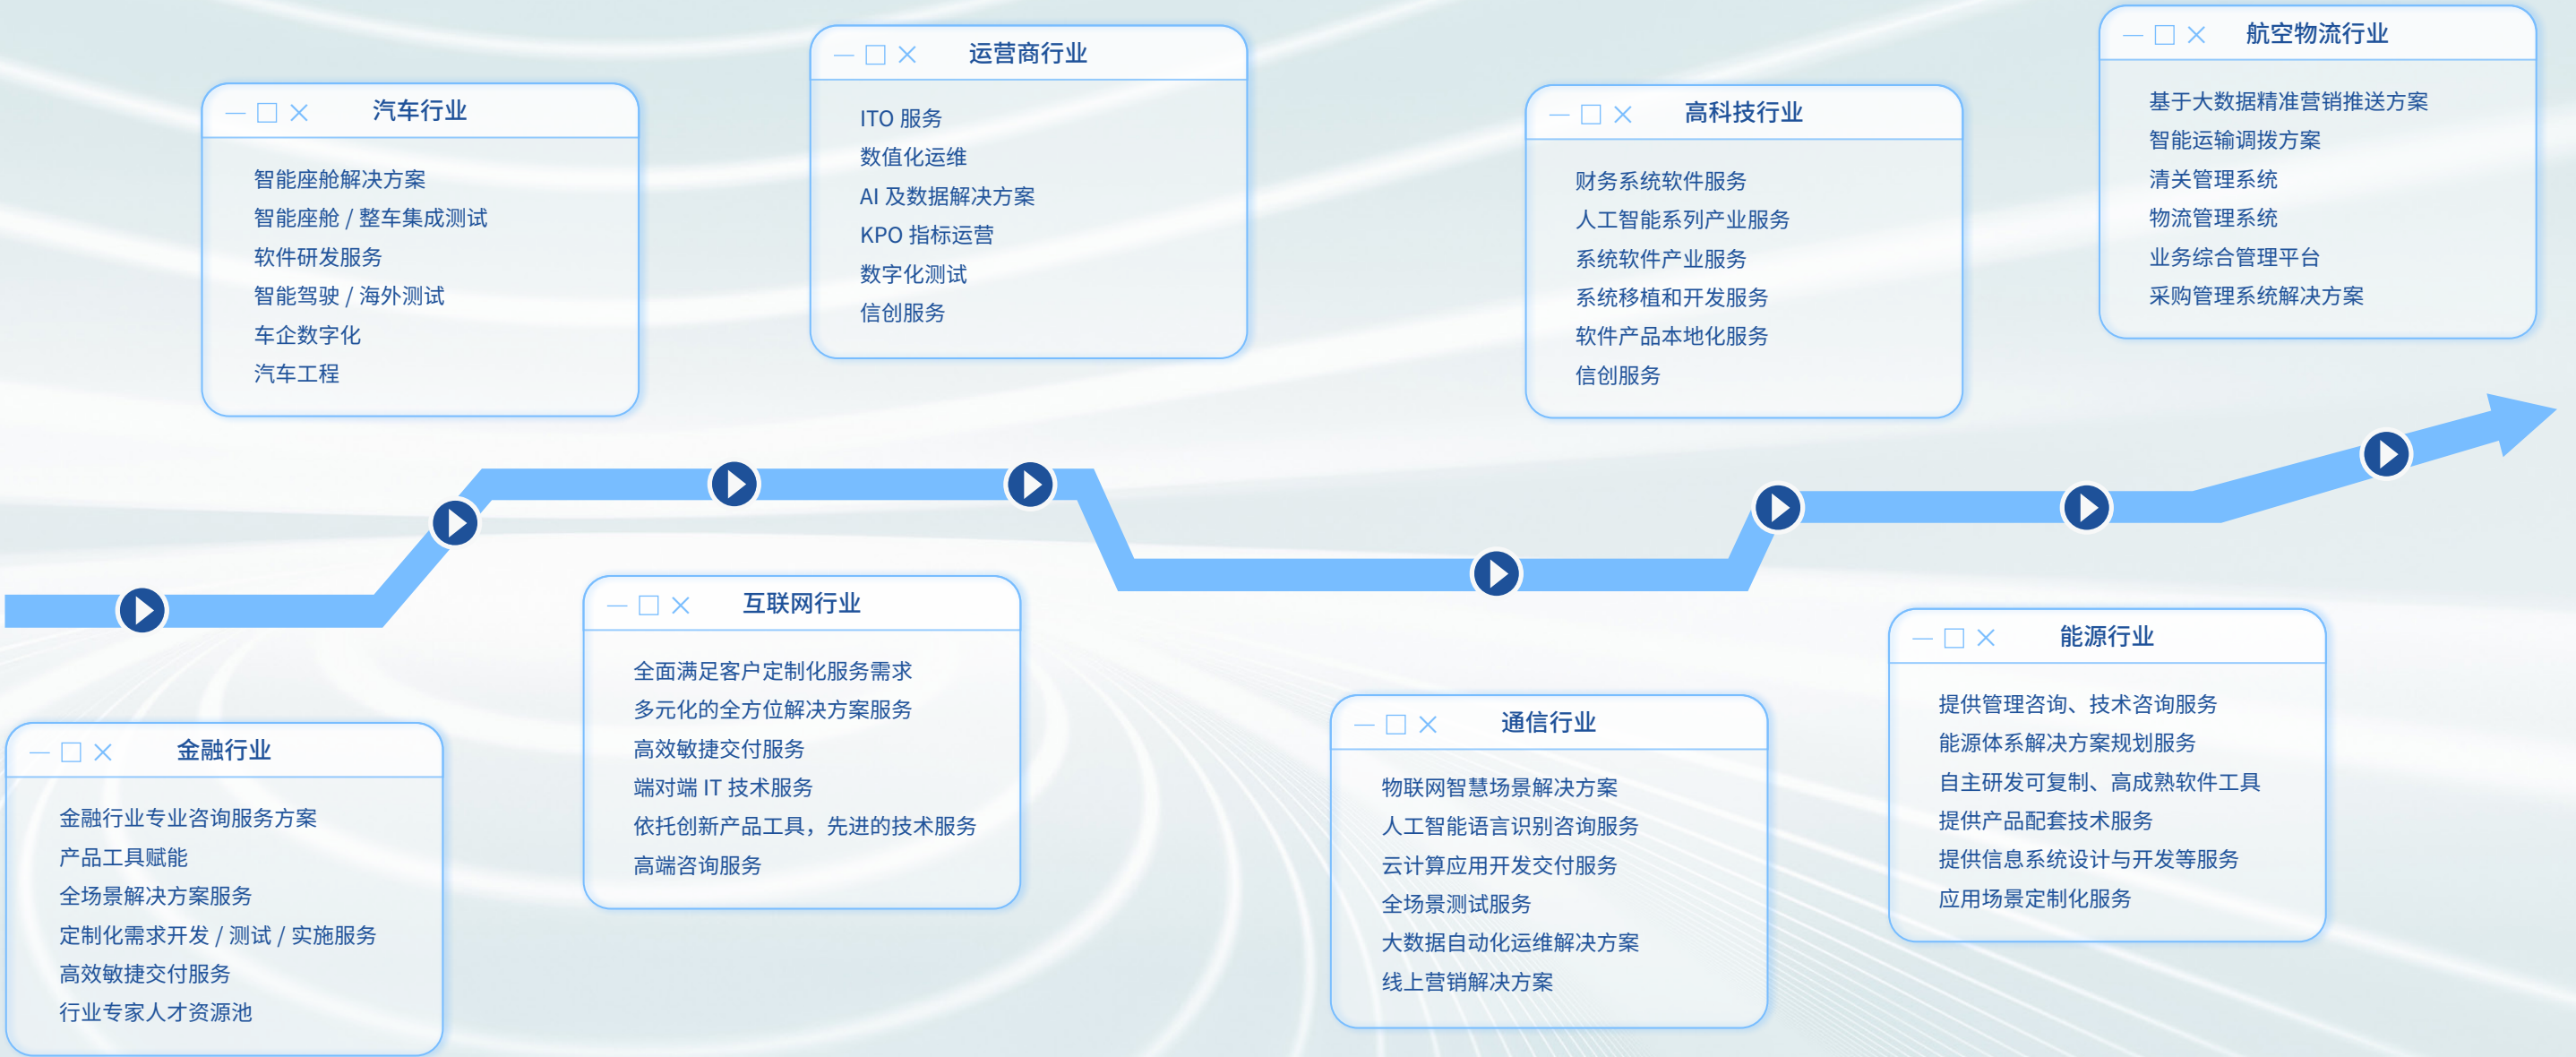 汽车行业
智能座舱解决方案
智能座舱 / 整车集成测试
软件研发服务
智能驾驶 / 海外测试
车企数字化
汽车工程
运营商行业
ITO 服务
数值化运维
AI 及数据解决方案
KPO 指标运营
数字化测试
信创服务
高科技行业
财务系统软件服务
人工智能系列产业服务
系统软件产业服务
系统移植和开发服务
软件产品本地化服务
信创服务
航空物流行业
基于大数据精准营销推送方案
智能运输调拨方案
清关管理系统
物流管理系统
业务综合管理平台
采购管理系统解决方案
金融行业
金融行业专业咨询服务方案
产品工具赋能
全场景解决方案服务
定制化需求开发 / 测试 / 实施服务
高效敏捷交付服务
行业专家人才资源池
互联网行业
全面满足客户定制化服务需求
多元化的全方位解决方案服务
高效敏捷交付服务
端对端 IT 技术服务
依托创新产品工具，先进的技术服务
高端咨询服务
通信行业
物联网智慧场景解决方案
人工智能语言识别咨询服务
云计算应用开发交付服务
全场景测试服务
大数据自动化运维解决方案
线上营销解决方案
能源行业
提供管理咨询、技术咨询服务
能源体系解决方案规划服务
自主研发可复制、高成熟软件工具
提供产品配套技术服务
提供信息系统设计与开发等服务
应用场景定制化服务